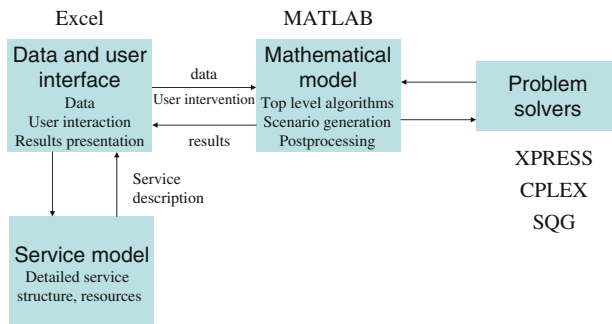 Excel
MATLAB
Data and user
interface
Data
User interaction
Results presentation
data
User intervention
results
Mathematical
model
Top level algorithms
Scenario generation
Postprocessing
Problem
solvers
XPRESS
CPLEX
SQG
Service
description
Service model
Detailed service
structure, resources